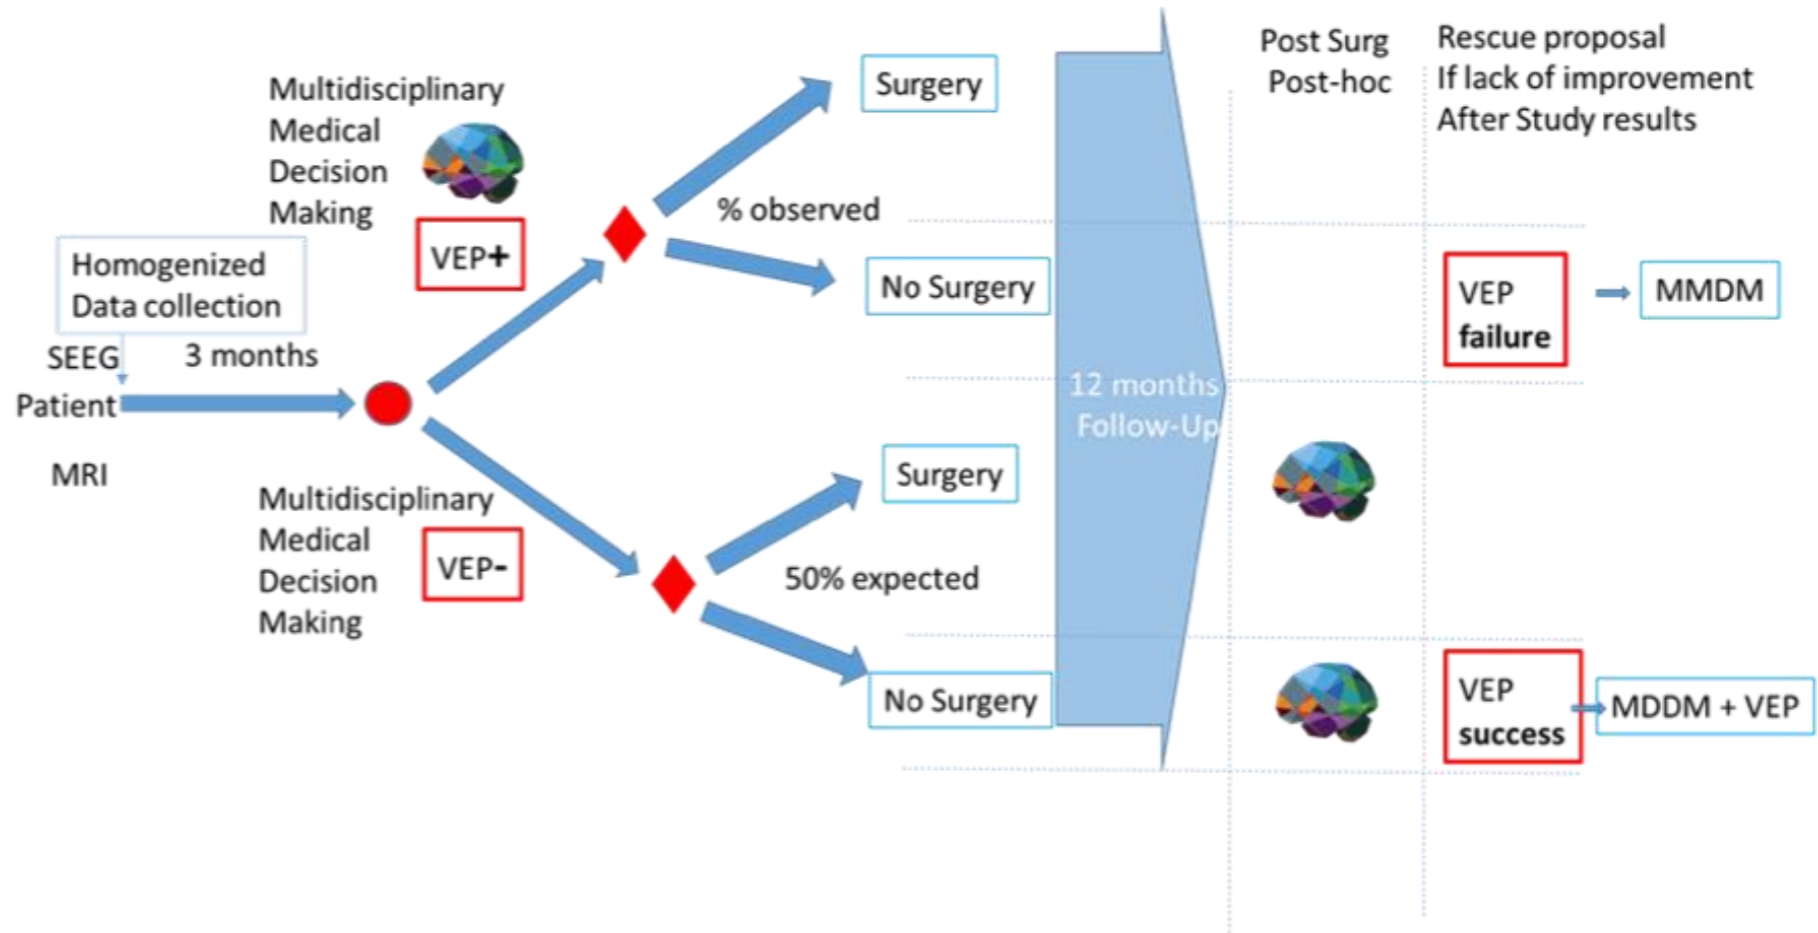 Post Surg
Post-hoc
Rescue proposal
If lack of improvement
After Study results
Multidisciplinary
Medical
Decision
Making
VEP+
Surgery
% observed
No Surgery
Homogenized
Data collection
SEEG
3 months
Patient
MRI
12 months
Follow-Up
VEP
failure
MMDM
Multidisciplinary
Medical
Decision
Making
VEP-
Surgery
50% expected
No Surgery
VEP
success
MDDM + VEP